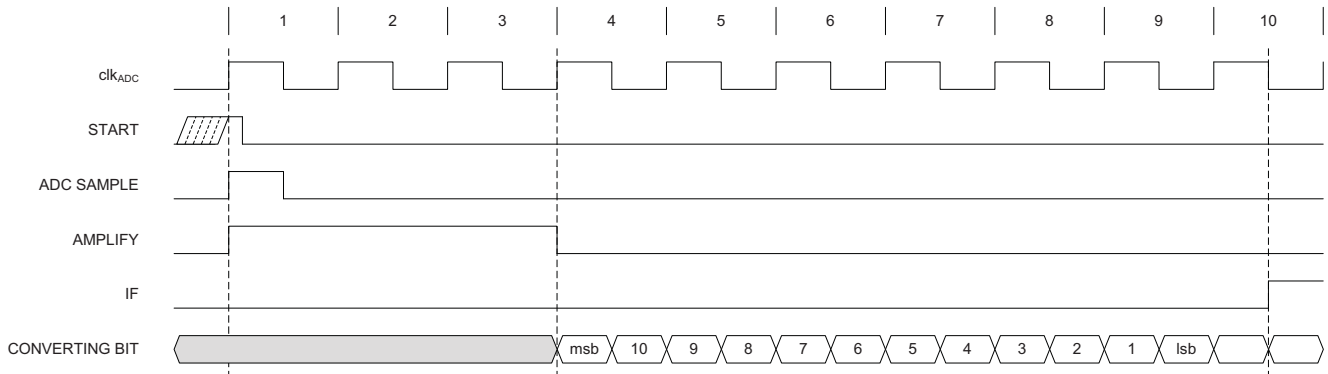 1 2 3 4 5 6 7 8 9 10
clkADC
START
ADC SAMPLE
AMPLIFY
IF
CONVERTING BIT msb 10 9 8 7 6 5 4 3 2 1 lsb